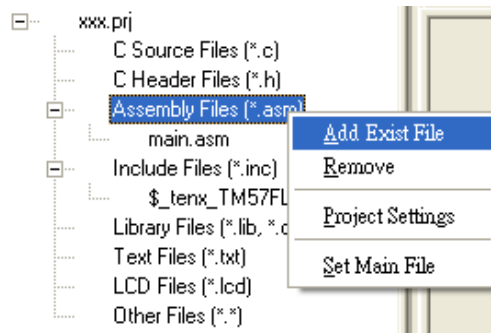 xxx.prj
C Source Files (*.c)
C Header Files (*.h)
Assembly Files (*.asm)
main.asm
Include Files (*.inc)
$_tenx_TM57FL
Library Files (*.lib, *.
Text Files (*.txt)
LCD Files (*.lcd)
Other Files (*.*)
Add Exist File
Remove
Project Settings
Set Main File